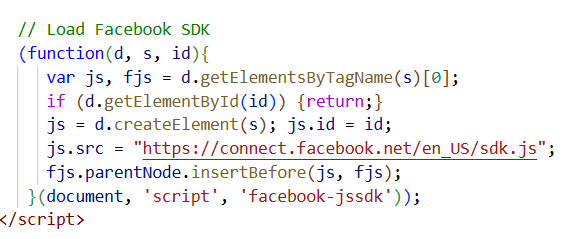 // Load Facebook SDK
(function(d, s, id){
var js, fjs = d.getElementsByTagName(s)[0];
if (d.getElementById(id)) {return;}
js = d.createElement(s); js.id = id;
js.src = "https://connect.facebook.net/en_US/sdk.js";
fjs.parentNode.insertBefore(js, fjs);
}(document, 'script', 'facebook-jssdk'));
</script>